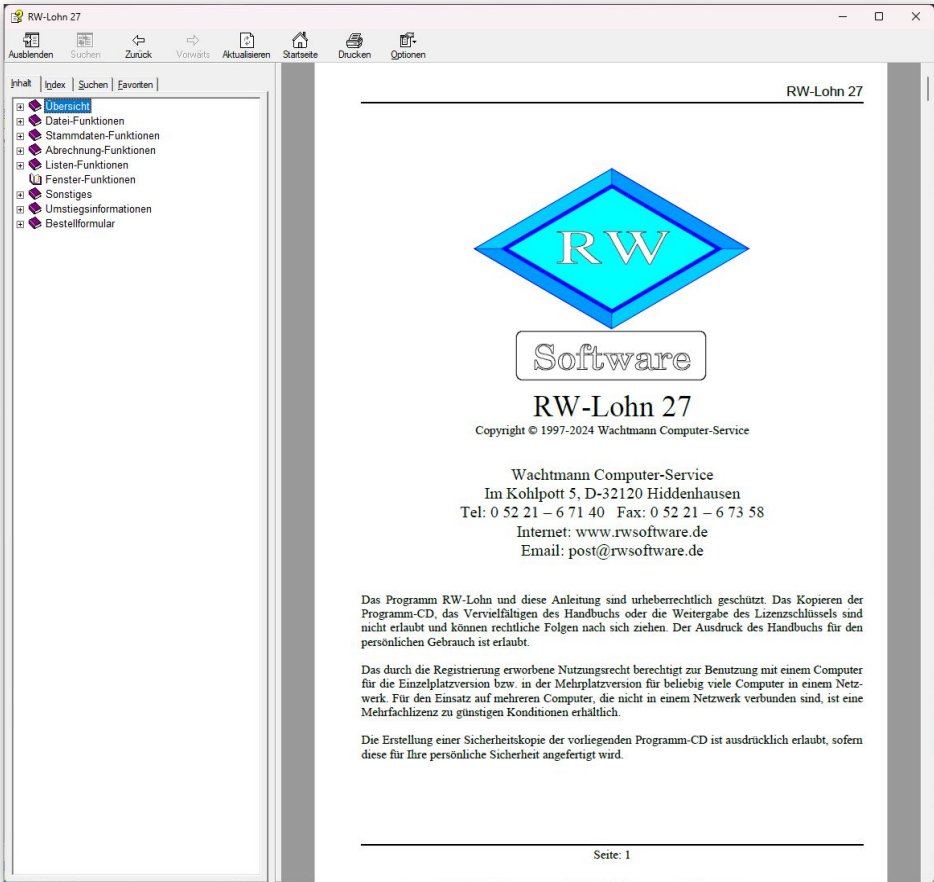 RW-Lohn 27
Ausblenden Suchen Zurück Vorwärts Aktualisieren Startseite Drucken Optionen
Inhalt Index Suchen Favoriten
Übersicht
Datei-Funktionen
Stammdaten-Funktionen
Abrechnung-Funktionen
Listen-Funktionen
Fenster-Funktionen
Sonstiges
Umstiegsinformationen
Bestellformular
RW-Lohn 27
RW
Software
RW-Lohn 27
Copyright © 1997-2024 Wachtmann Computer-Service
Wachtmann Computer-Service
Im Kohlpott 5, D-32120 Hiddenhausen
Tel: 0 52 21 – 6 71 40 Fax: 0 52 21 – 6 73 58
Internet: www.rwsoftware.de
Email: post@rwsoftware.de
Das Programm RW-Lohn und diese Anleitung sind urheberrechtlich geschützt. Das Kopieren der
Programm-CD, das Vervielfältigen des Handbuchs oder die Weitergabe des Lizenzschlüssels sind
nicht erlaubt und können rechtliche Folgen nach sich ziehen. Der Ausdruck des Handbuchs für den
persönlichen Gebrauch ist erlaubt.
Das durch die Registrierung erworbene Nutzungsrecht berechtigt zur Benutzung mit einem Computer
für die Einzelplatzversion bzw. in der Mehrplatzversion für beliebig viele Computer in einem Netz-
werk. Für den Einsatz auf mehreren Computer, die nicht in einem Netzwerk verbunden sind, ist eine
Mehrfachlizenz zu günstigen Konditionen erhältlich.
Die Erstellung einer Sicherheitskopie der vorliegenden Programm-CD ist ausdrücklich erlaubt, sofern
diese für Ihre persönliche Sicherheit angefertigt wird.
Seite: 1